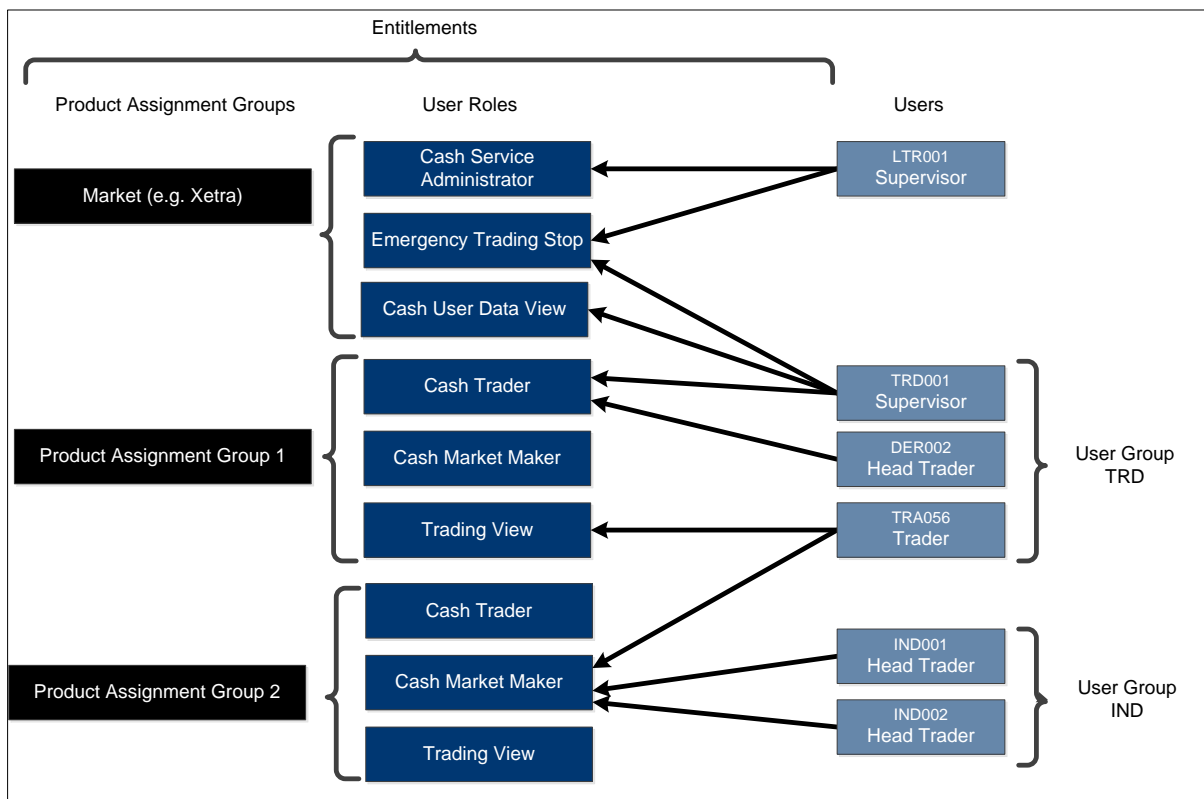 Entitlements
Product Assignment Groups
User Roles
Users
Market (e.g. Xetra)
Cash Service
Administrator
Emergency Trading Stop
Cash User Data View
LTR001
Supervisor
Product Assignment Group 1
Cash Trader
Cash Market Maker
Trading View
TRD001
Supervisor
DER002
Head Trader
TRA056
Trader
User Group
TRD
Product Assignment Group 2
Cash Trader
Cash Market Maker
Trading View
IND001
Head Trader
IND002
Head Trader
User Group
IND